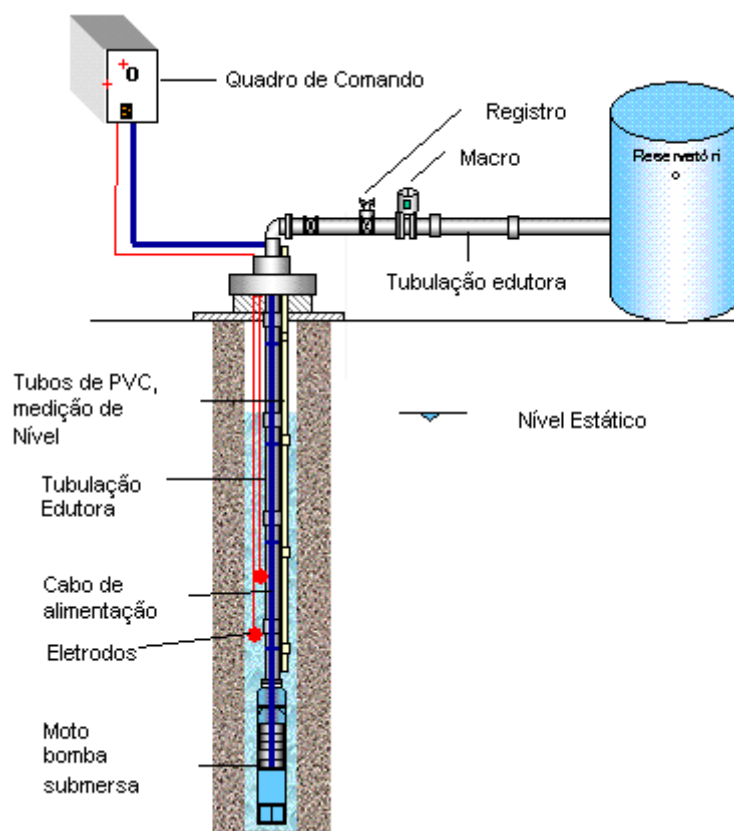 Quadro de Comando
Registro
Macro
Reservatóri
o
Tubulação edutora
Tubos de PVC,
medição de
Nível
Nível Estático
Tubulação
Edutora
Cabo de
alimentação
Eletrodos
Moto
bomba
submersa